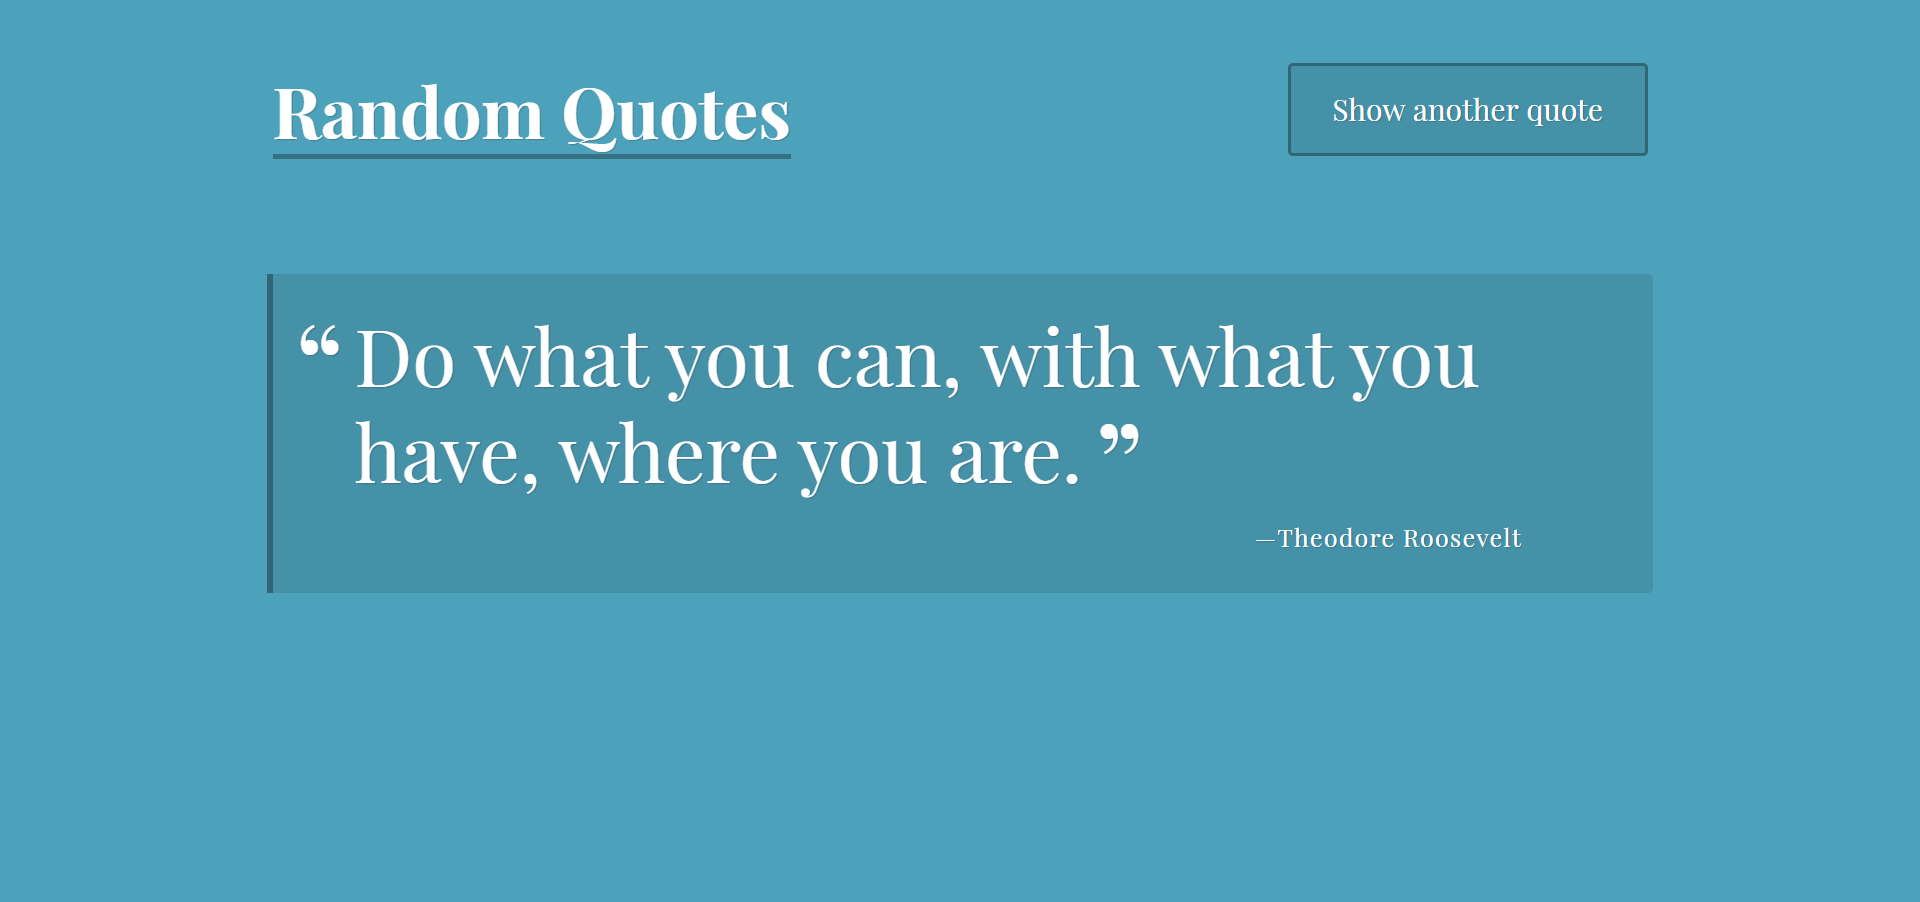 Random Quotes
Show another quote
“ Do what you can, with what you
have, where you are. ”
—Theodore Roosevelt